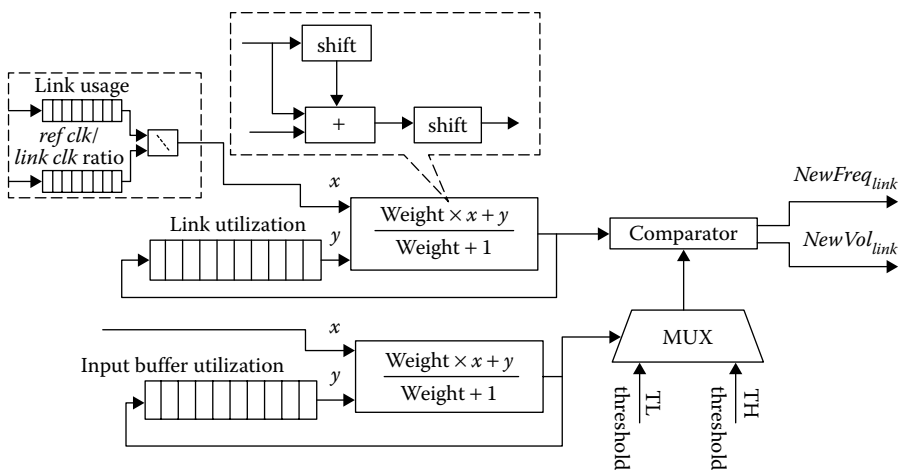 shift
Link usage
+
shift
ref clk/
link clk ratio
x
NewFreq_link
Link utilization
y
Weight × x + y
Weight + 1
Comparator
NewVol_link
x
MUX
Input buffer utilization
y
Weight × x + y
Weight + 1
TL
threshold
TH
threshold